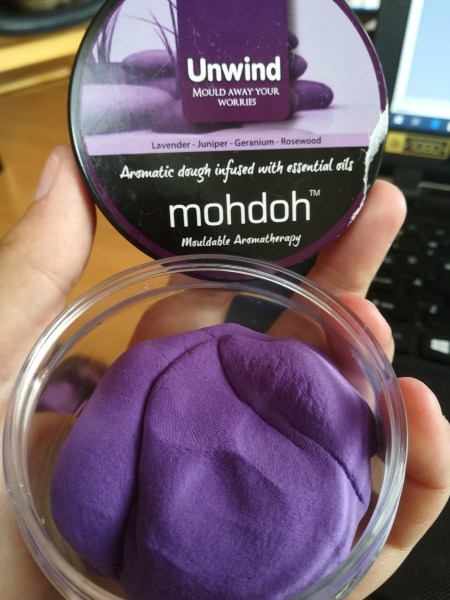 Unwind
MOULD AWAY YOUR
WORRIES
Lavender - Juniper - Geranium - Rosewood
Aromatic dough infused with essential oils
mohdoh™
Mouldable Aromatherapy